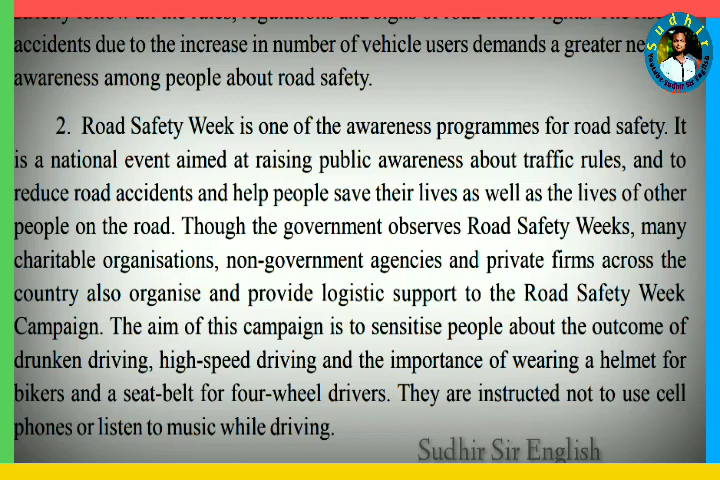 accidents due to the increase in number of vehicle users demands a greater
awareness among people about road safety.
2. Road Safety Week is one of the awareness programmes for road safety. It
is a national event aimed at raising public awareness about traffic rules, and to
reduce road accidents and help people save their lives as well as the lives of other
people on the road. Though the government observes Road Safety Weeks, many
charitable organisations, non-government agencies and private firms across the
country also organise and provide logistic support to the Road Safety Week
Campaign. The aim of this campaign is to sensitise people about the outcome of
drunken driving, high-speed driving and the importance of wearing a helmet for
bikers and a seat-belt for four-wheel drivers. They are instructed not to use cell
phones or listen to music while driving.
Sudhir Sir English
Sudhir
Youtube Sudhir Sir English